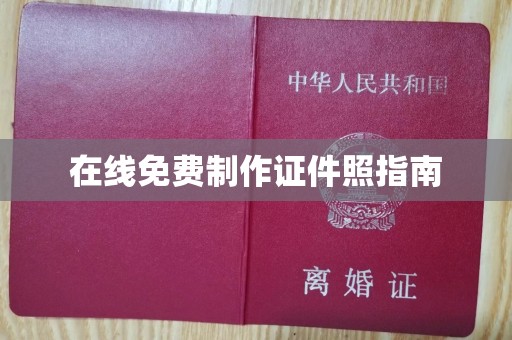 中华人民共和国
在线免费制作证件照指南
离婚证